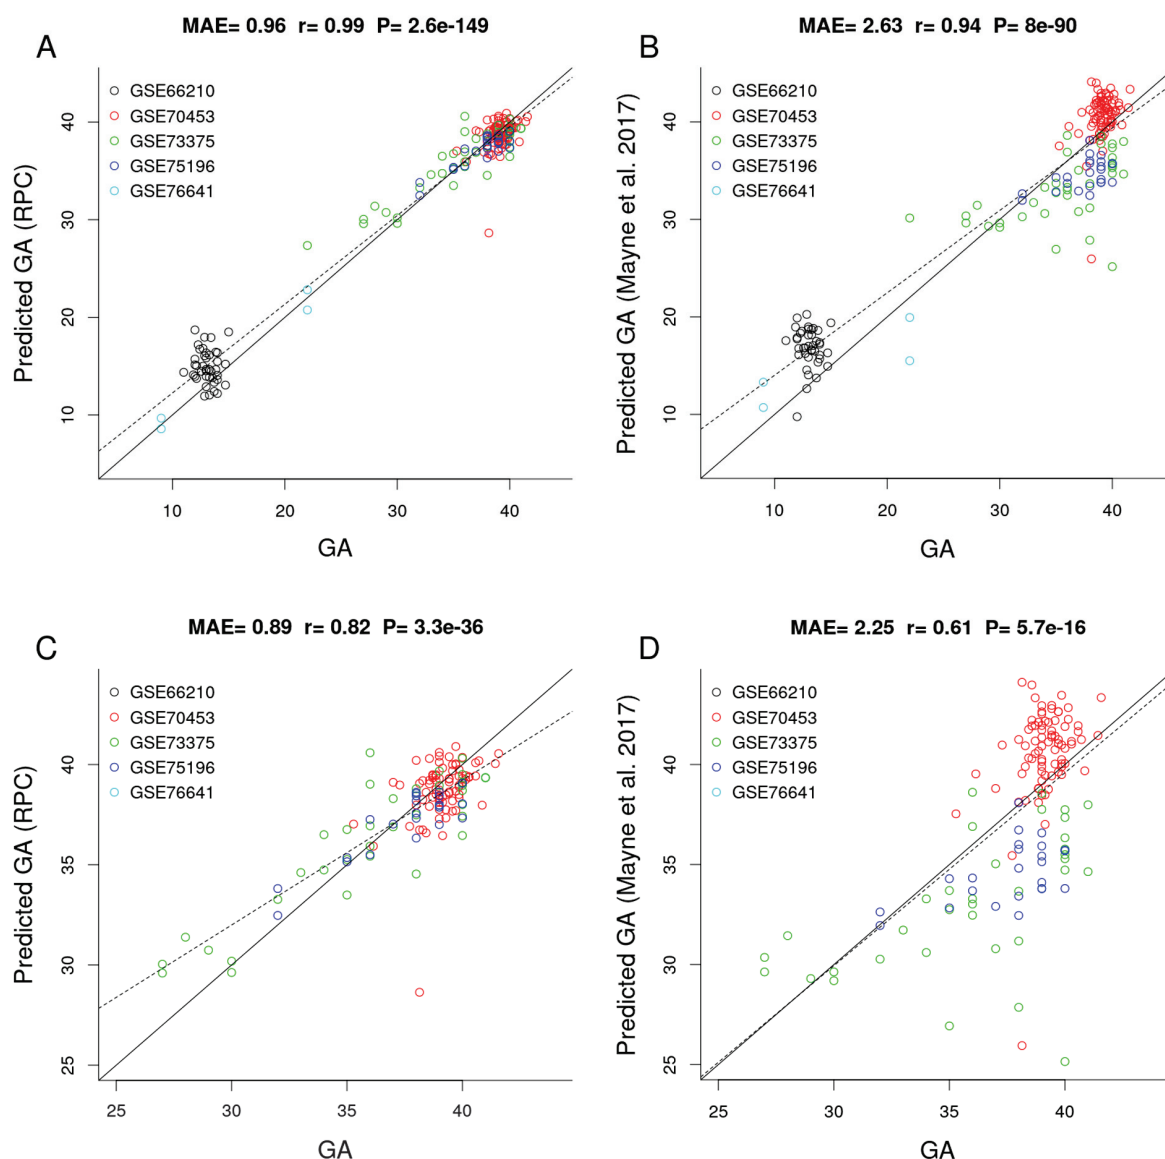 A
MAE= 0.96 r= 0.99 P= 2.6e-149
GSE66210
GSE70453
GSE73375
GSE75196
GSE76641
Predicted GA (RPC)
40
30
20
10
10 20 30 40
GA
B
MAE= 2.63 r= 0.94 P= 8e-90
GSE66210
GSE70453
GSE73375
GSE75196
GSE76641
Predicted GA (Mayne et al. 2017)
40
30
20
10
10 20 30 40
GA
C
MAE= 0.89 r= 0.82 P= 3.3e-36
GSE66210
GSE70453
GSE73375
GSE75196
GSE76641
Predicted GA (RPC)
40
35
30
25
25 30 35 40
GA
D
MAE= 2.25 r= 0.61 P= 5.7e-16
GSE66210
GSE70453
GSE73375
GSE75196
GSE76641
Predicted GA (Mayne et al. 2017)
40
35
30
25
25 30 35 40
GA